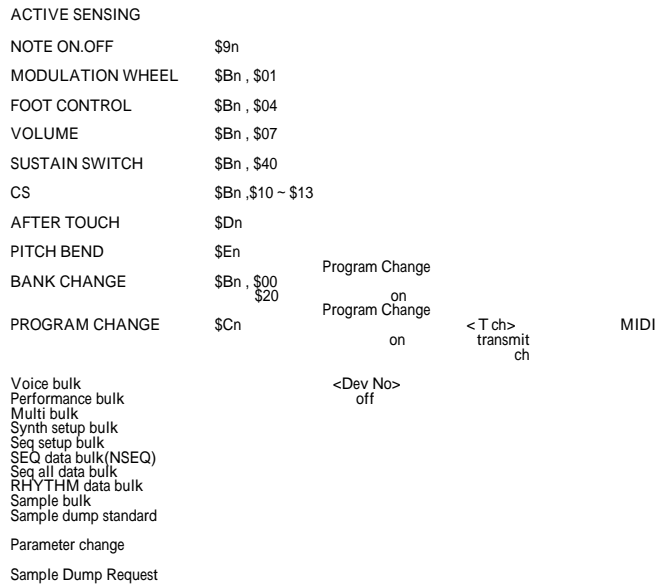 ACTIVE SENSING
NOTE ON.OFF $9n
MODULATION WHEEL $Bn , $01
FOOT CONTROL $Bn , $04
VOLUME $Bn , $07
SUSTAIN SWITCH $Bn , $40
CS $Bn ,$10 ~ $13
AFTER TOUCH $Dn
PITCH BEND $En
Program Change
BANK CHANGE $Bn , $00
$20 on
Program Change
PROGRAM CHANGE $Cn < T ch> MIDI
on transmit
ch
Voice bulk <Dev No>
Performance bulk off
Multi bulk
Synth setup bulk
Seq setup bulk
SEQ data bulk(NSEQ)
Seq all data bulk
RHYTHM data bulk
Sample bulk
Sample dump standard
Parameter change
Sample Dump Request